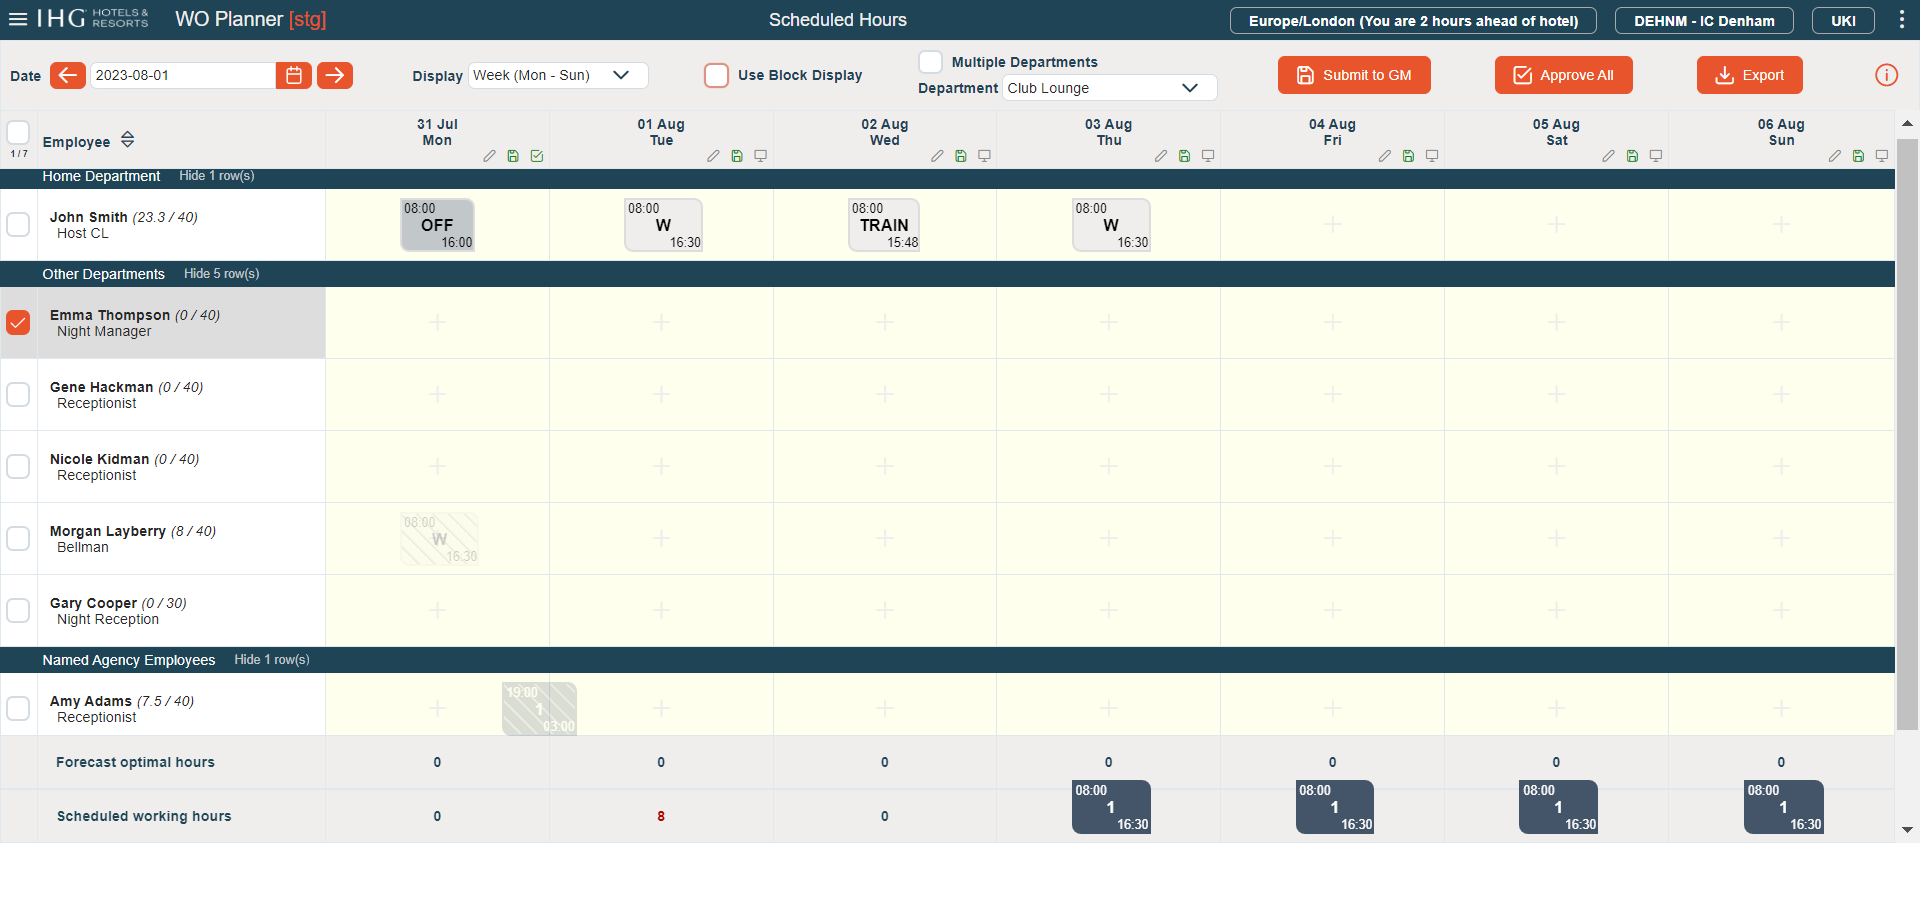 IHG HOTELS & RESORTS WO Planner [stg] Scheduled Hours Europe/London (You are 2 hours ahead of hotel) DEHNM - IC Denham UKI
Date 2023-08-01 Display Week (Mon - Sun) Use Block Display
Multiple Departments
Department Club Lounge
Submit to GM Approve All Export
1 / 7 Employee
31 Jul 01 Aug 02 Aug 03 Aug 04 Aug 05 Aug 06 Aug
Mon Tue Wed Thu Fri Sat Sun
Home Department Hide 1 row(s)
John Smith (23.3 / 40)
Host CL
08:00 OFF 16:00
08:00 W 16:30
08:00 TRAIN 15:48
08:00 W 16:30
Other Departments Hide 5 row(s)
Emma Thompson (0 / 40)
Night Manager
Gene Hackman (0 / 40)
Receptionist
Nicole Kidman (0 / 40)
Receptionist
Morgan Layberry (8 / 40)
Bellman
08:00 W 16:30
Gary Cooper (0 / 30)
Night Reception
Named Agency Employees Hide 1 row(s)
Amy Adams (7.5 / 40)
Receptionist
19:00 1 03:00
Forecast optimal hours 0 0 0 0 0 0 0
Scheduled working hours 0 8 0
08:00 1 16:30
08:00 1 16:30
08:00 1 16:30
08:00 1 16:30